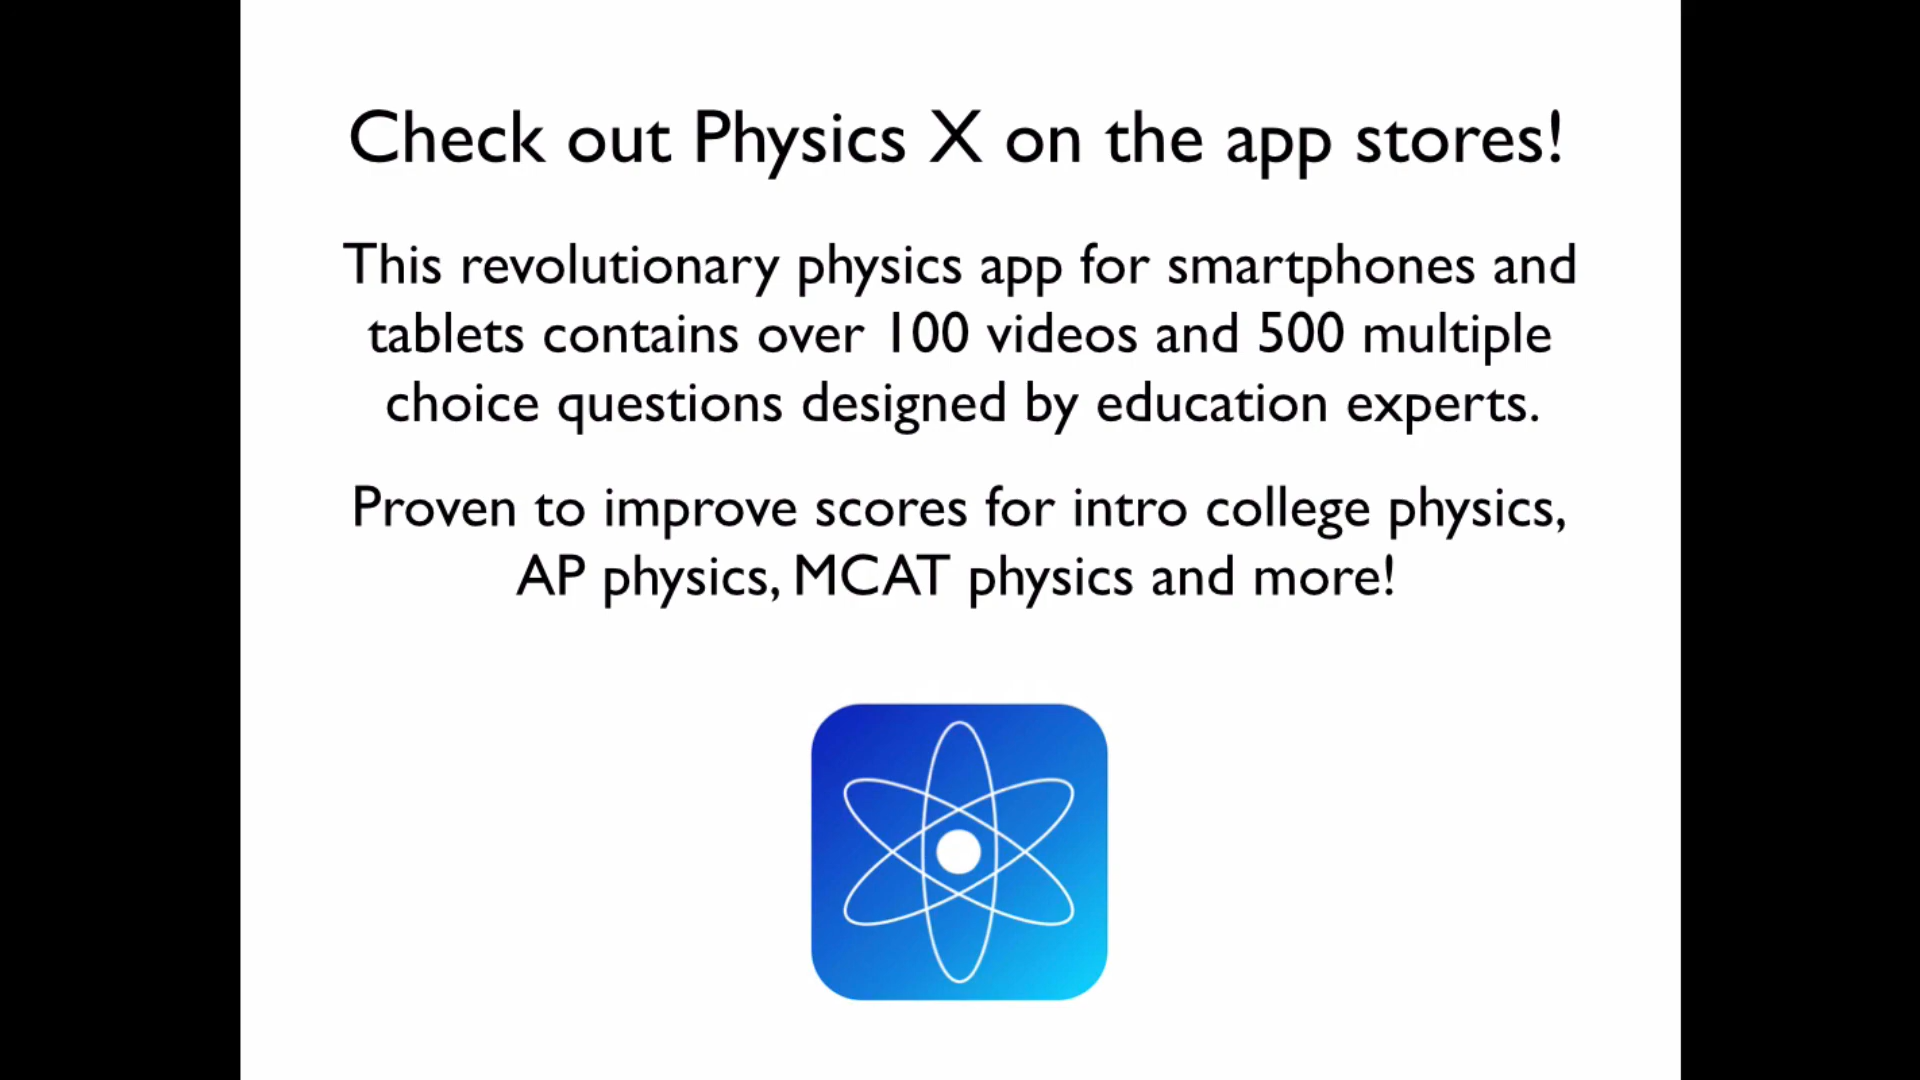 Check out Physics X on the app stores!
This revolutionary physics app for smartphones and
tablets contains over 100 videos and 500 multiple
choice questions designed by education experts.
Proven to improve scores for intro college physics,
AP physics, MCAT physics and more!